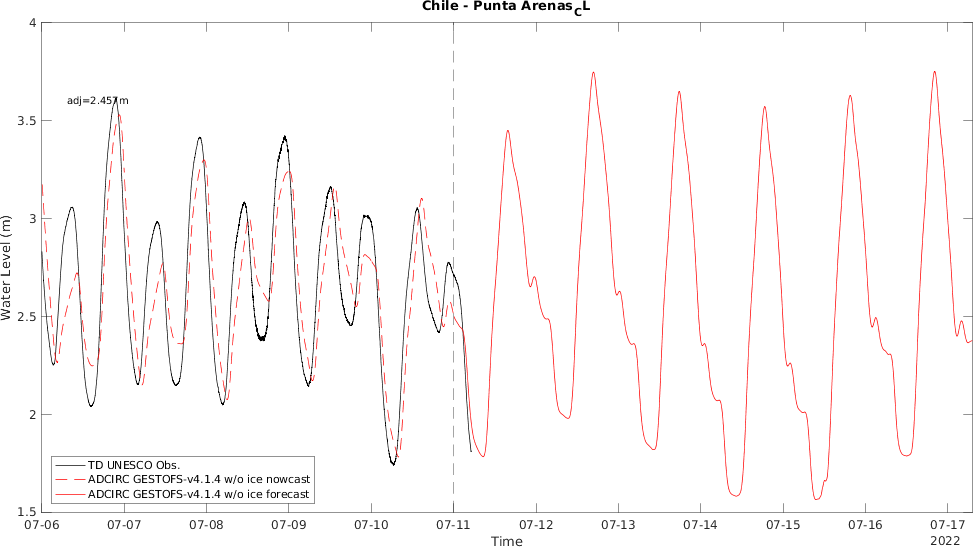 Chile - Punta Arenas_CL
adj=2.457m
Water Level (m)
4
3.5
3
2.5
2
1.5
TD UNESCO Obs.
ADCIRC GESTOFS-v4.1.4 w/o ice nowcast
ADCIRC GESTOFS-v4.1.4 w/o ice forecast
07-06 07-07 07-08 07-09 07-10 07-11 07-12 07-13 07-14 07-15 07-16 07-17
Time
2022